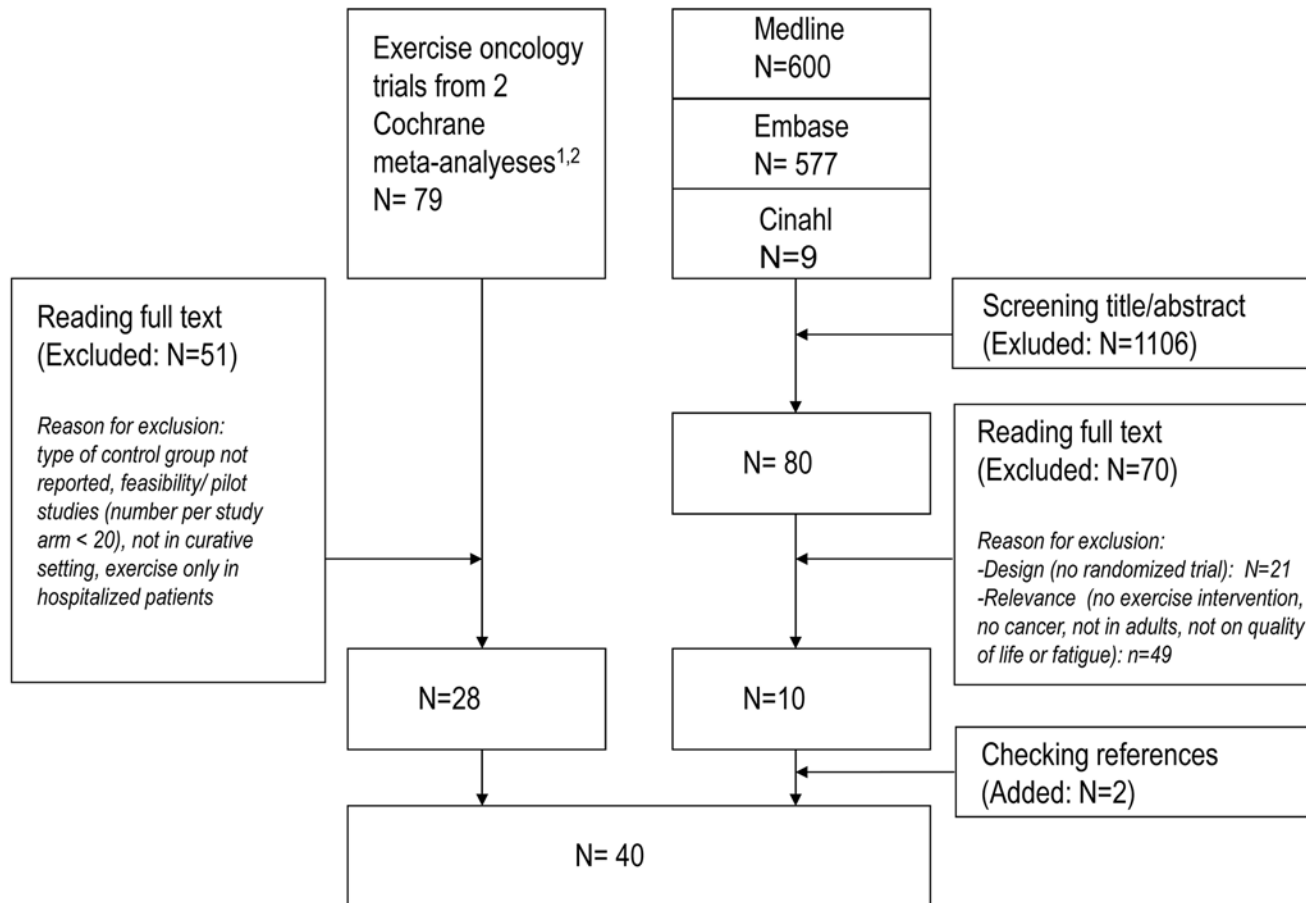 Exercise oncology
trials from 2
Cochrane
meta-analyeses1,2
N= 79
Medline
N=600
Embase
N= 577
Cinahl
N=9
Reading full text
(Excluded: N=51)
Reason for exclusion:
type of control group not
reported, feasibility/ pilot
studies (number per study
arm < 20), not in curative
setting, exercise only in
hospitalized patients
Screening title/abstract
(Exluded: N=1106)
N= 80
Reading full text
(Excluded: N=70)
Reason for exclusion:
-Design (no randomized trial): N=21
-Relevance (no exercise intervention,
no cancer, not in adults, not on quality
of life or fatigue): n=49
N=28
N=10
Checking references
(Added: N=2)
N= 40